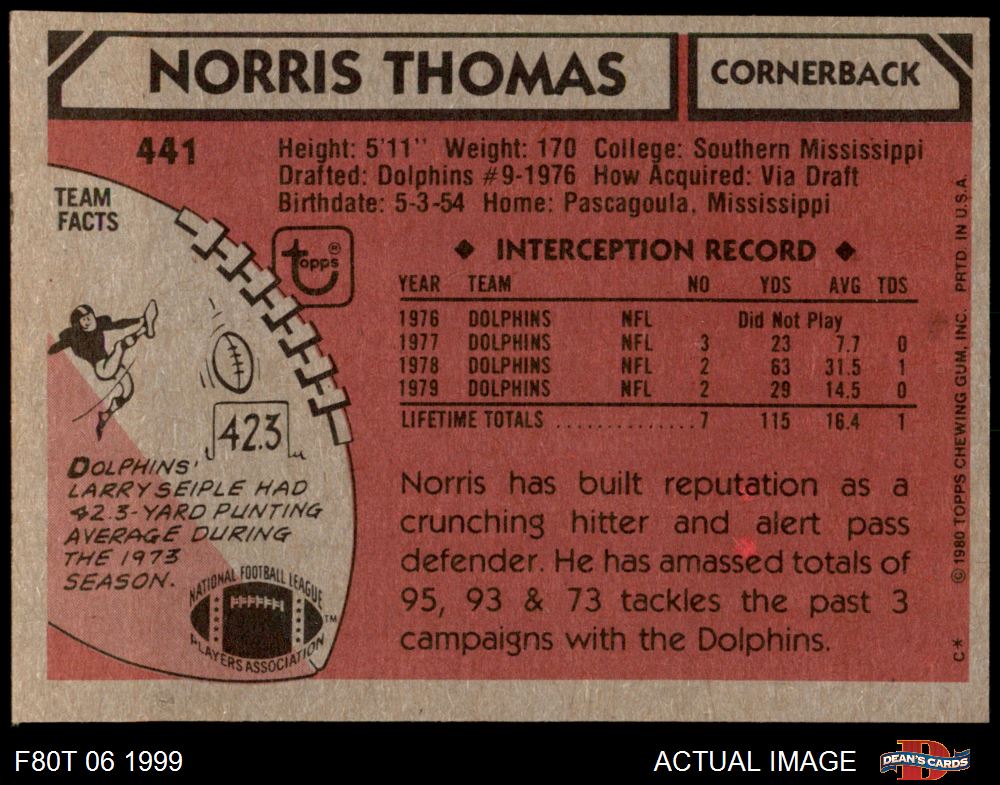 NORRIS THOMAS
CORNERBACK
441
Height: 5'11" Weight: 170 College: Southern Mississippi
Drafted: Dolphins #9-1976 How Acquired: Via Draft
Birthdate: 5-3-54 Home: Pascagoula, Mississippi
TEAM
FACTS
topps®
◆ INTERCEPTION RECORD ◆
YEAR TEAM NO YDS AVG TDS
1976 DOLPHINS NFL Did Not Play
1977 DOLPHINS NFL 3 23 7.7 0
1978 DOLPHINS NFL 2 63 31.5 1
1979 DOLPHINS NFL 2 29 14.5 0
LIFETIME TOTALS ............... 7 115 16.4 1
42.3
DOLPHINS'
LARRY SEIPLE HAD
42.3-YARD PUNTING
AVERAGE DURING
THE 1973
SEASON.
NATIONAL FOOTBALL LEAGUE
PLAYERS ASSOCIATION
TM
Norris has built reputation as a
crunching hitter and alert pass
defender. He has amassed totals of
95, 93 & 73 tackles the past 3
campaigns with the Dolphins.
C* © 1980 TOPPS CHEWING GUM, INC. PRTD. IN U.S.A.
F80T 06 1999
ACTUAL IMAGE
D
DEAN'S CARDS